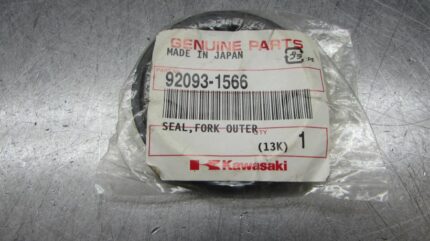 GENUINE PARTS
MADE IN JAPAN
92093-1566
SEAL,FORK OUTER
(13K) 1
Kawasaki